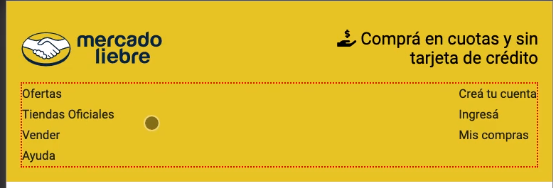 mercado
liebre
$ Comprá en cuotas y sin
tarjeta de crédito
Ofertas
Tiendas Oficiales
Vender
Ayuda
Creá tu cuenta
Ingresá
Mis compras